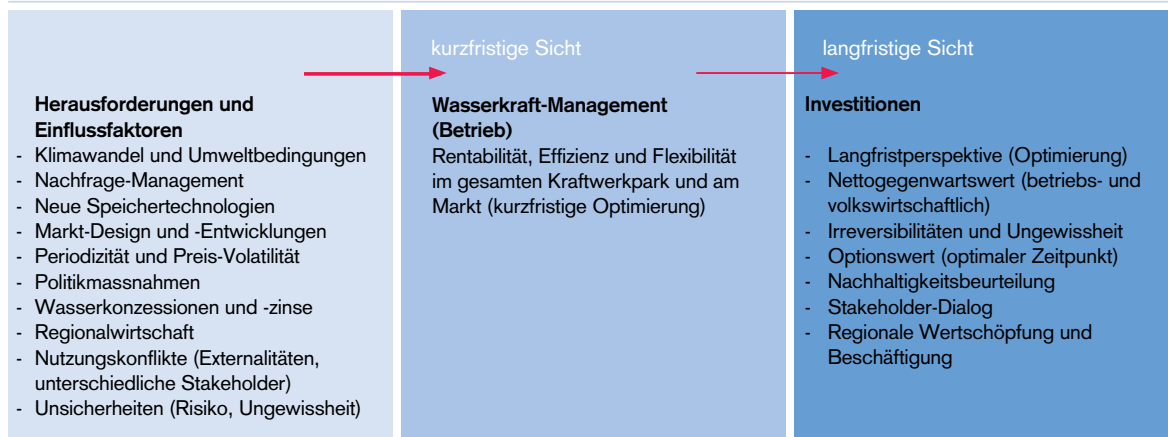 Herausforderungen und
Einflussfaktoren
- Klimawandel und Umweltbedingungen
- Nachfrage-Management
- Neue Speichertechnologien
- Markt-Design und -Entwicklungen
- Periodizität und Preis-Volatilität
- Politikmassnahmen
- Wasserkonzessionen und -zinse
- Regionalwirtschaft
- Nutzungskonflikte (Externalitäten,
unterschiedliche Stakeholder)
- Unsicherheiten (Risiko, Ungewissheit)
kurzfristige Sicht
Wasserkraft-Management
(Betrieb)
Rentabilität, Effizienz und Flexibilität
im gesamten Kraftwerkpark und am
Markt (kurzfristige Optimierung)
langfristige Sicht
Investitionen
- Langfristperspektive (Optimierung)
- Nettogegenwartswert (betriebs- und
volkswirtschaftlich)
- Irreversibilitäten und Ungewissheit
- Optionswert (optimaler Zeitpunkt)
- Nachhaltigkeitsbeurteilung
- Stakeholder-Dialog
- Regionale Wertschöpfung und
Beschäftigung